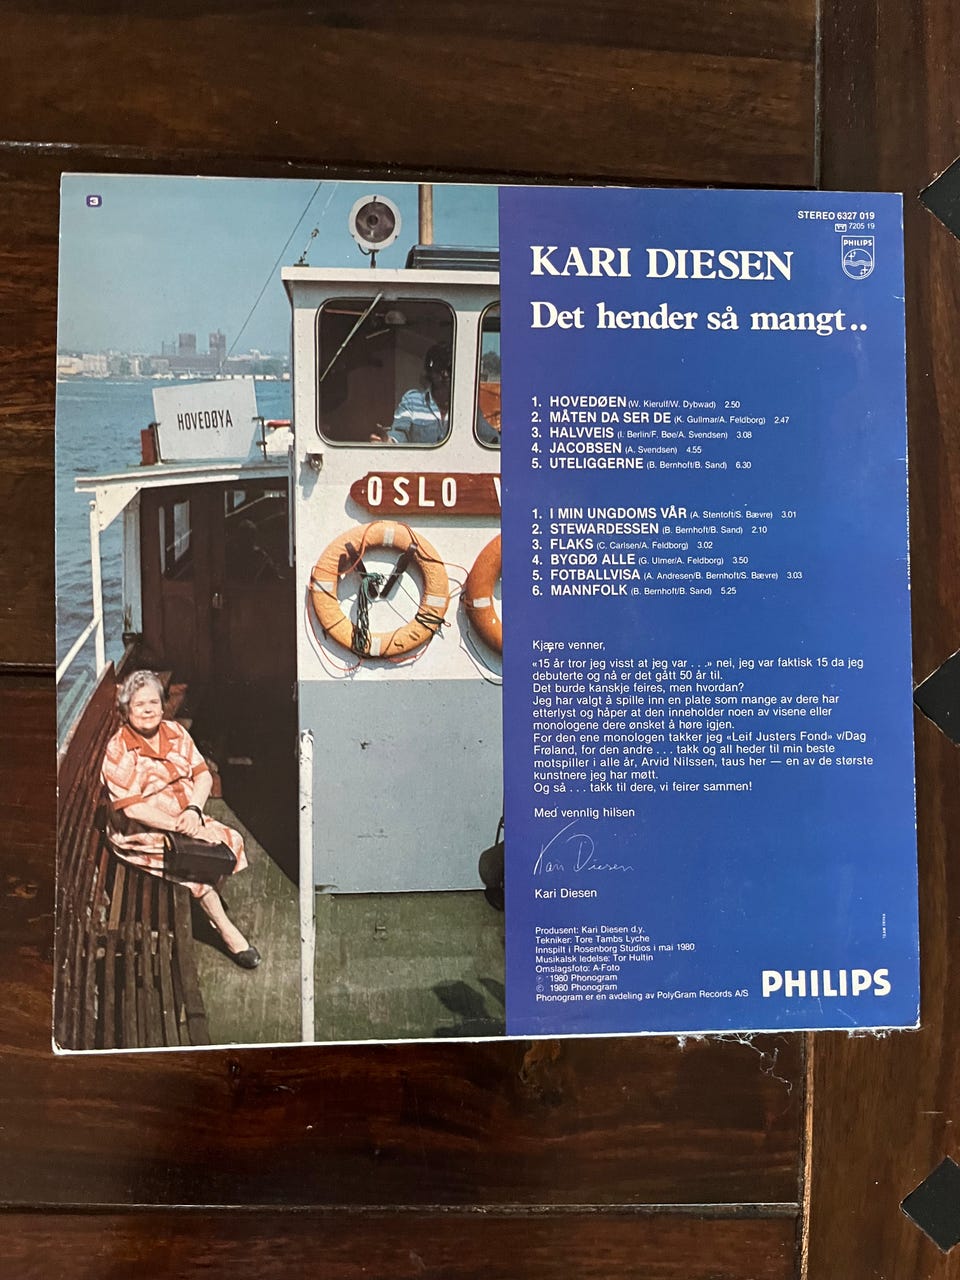 3
STEREO 6327 019
7205 19
PHILIPS
KARI DIESEN
Det hender så mangt..
HOVEDØYA
OSLO
1. HOVEDØEN (W. Kierulf/W. Dybwad) 2.50
2. MÅTEN DA SER DE (K. Gullmar/A. Feldborg) 2.47
3. HALVVEIS (I. Berlin/F. Bøe/A. Svendsen) 3.08
4. JACOBSEN (A. Svendsen) 4.55
5. UTELIGGERNE (B. Bernhoft/B. Sand) 6.30
1. I MIN UNGDOMS VÅR (A. Stentoft/S. Bævre) 3.01
2. STEWARDESSEN (B. Bernhoft/B. Sand) 2.10
3. FLAKS (C. Carlsen/A. Feldborg) 3.02
4. BYGDØ ALLE (G. Ulmer/A. Feldborg) 3.50
5. FOTBALLVISA (A. Andresen/B. Bernhoft/S. Bævre) 3.03
6. MANNFOLK (B. Bernhoft/B. Sand) 5.25
Kjære venner,
«15 år tror jeg visst at jeg var . . .» nei, jeg var faktisk 15 da jeg
debuterte og nå er det gått 50 år til.
Det burde kanskje feires, men hvordan?
Jeg har valgt å spille inn en plate som mange av dere har
etterlyst og håper at den inneholder noen av visene eller
monologene dere ønsket å høre igjen.
For den ene monologen takker jeg «Leif Justers Fond» v/Dag
Frøland, for den andre . . . takk og all heder til min beste
motspiller i alle år, Arvid Nilssen, taus her — en av de største
kunstnere jeg har møtt.
Og så . . . takk til dere, vi feirer sammen!
Med vennlig hilsen
Kari Diesen
Kari Diesen
Produsent: Kari Diesen d.y.
Tekniker: Tore Tambs Lyche
Innspilt i Rosenborg Studios i mai 1980
Musikalsk ledelse: Tor Hultin
Omslagsfoto: A-Foto
℗ 1980 Phonogram
© 1980 Phonogram
Phonogram er en avdeling av PolyGram Records A/S
PHILIPS